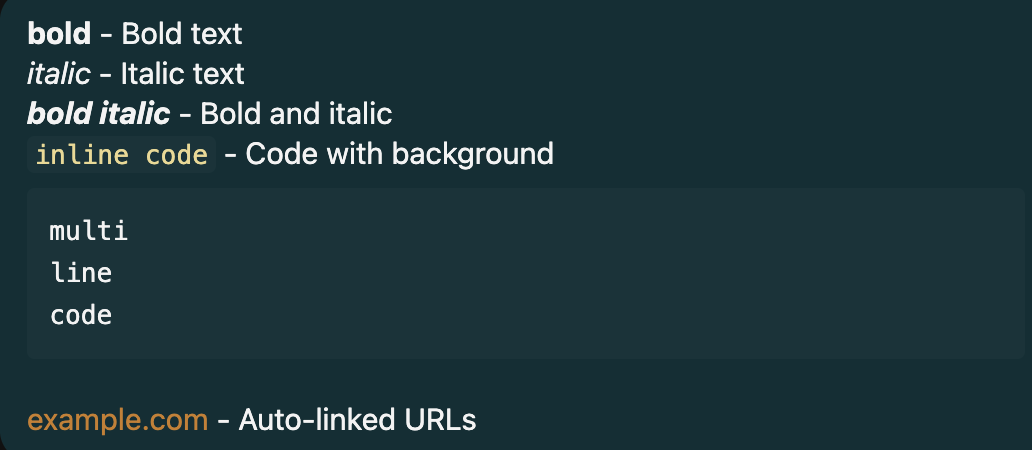 bold - Bold text
italic - Italic text
bold italic - Bold and italic
inline code - Code with background
multi
line
code
example.com - Auto-linked URLs